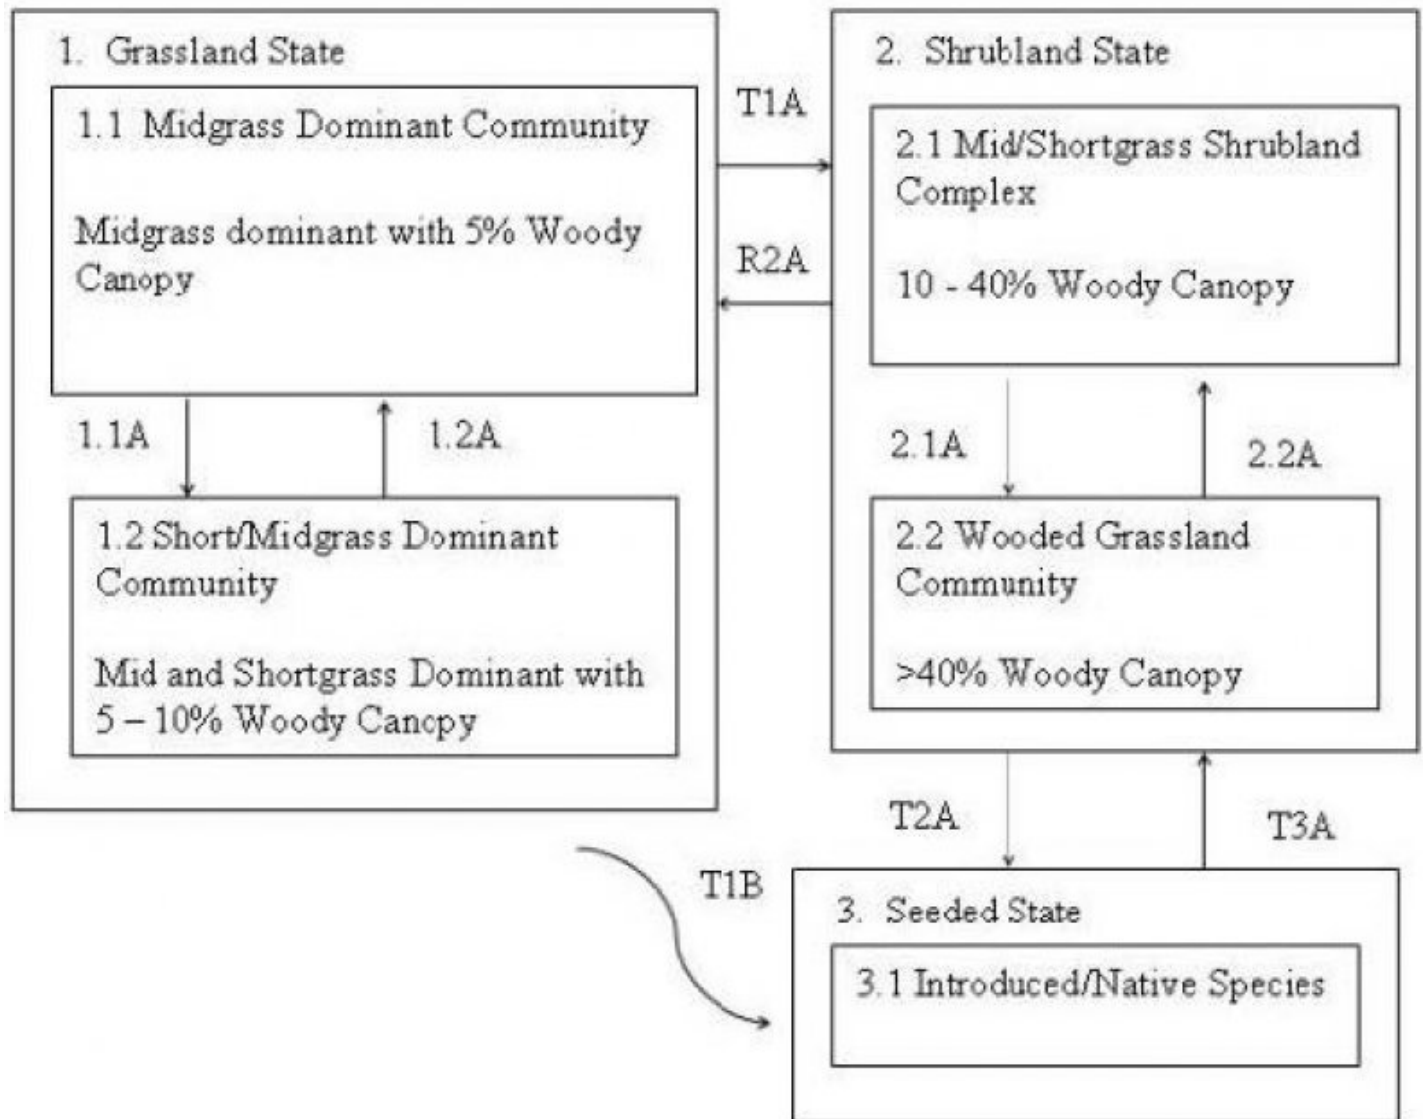 1. Grassland State
1.1 Midgrass Dominant Community
Midgrass dominant with 5% Woody
Canopy
1.1A
1.2A
1.2 Short/Midgrass Dominant
Community
Mid and Shortgrass Dominant with
5 – 10% Woody Canopy
T1A
R2A
2. Shrubland State
2.1 Mid/Shortgrass Shrubland
Complex
10 - 40% Woody Canopy
2.1A
2.2A
2.2 Wooded Grassland
Community
>40% Woody Canopy
T2A
T3A
T1B
3. Seeded State
3.1 Introduced/Native Species